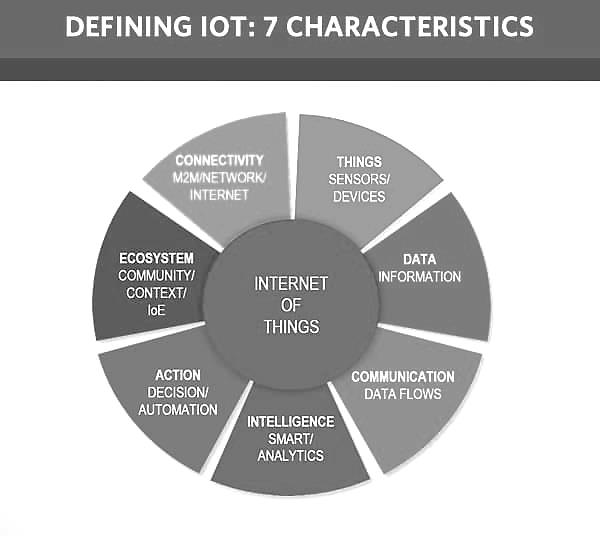 DEFINING IOT: 7 CHARACTERISTICS
CONNECTIVITY
M2M/NETWORK/
INTERNET
THINGS
SENSORS/
DEVICES
DATA
INFORMATION
COMMUNICATION
DATA FLOWS
INTELLIGENCE
SMART/
ANALYTICS
ACTION
DECISION/
AUTOMATION
ECOSYSTEM
COMMUNITY/
CONTEXT/
IoE
INTERNET
OF
THINGS